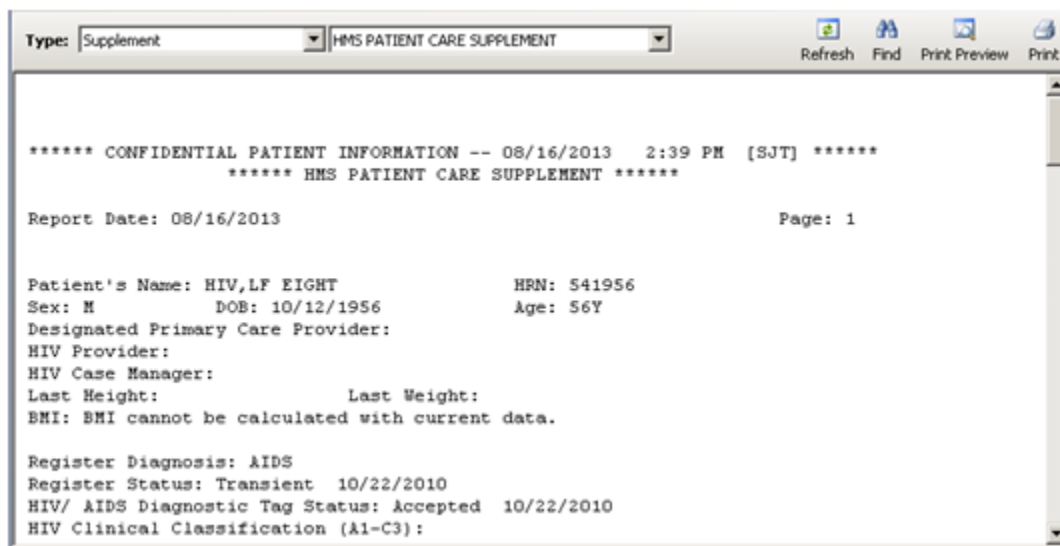 Type: Supplement HMS PATIENT CARE SUPPLEMENT Refresh Find Print Preview Print
****** CONFIDENTIAL PATIENT INFORMATION -- 08/16/2013 2:39 PM [SJT] ******
****** HMS PATIENT CARE SUPPLEMENT ******
Report Date: 08/16/2013 Page: 1
Patient's Name: HIV,LF EIGHT HRN: 541956
Sex: M DOB: 10/12/1956 Age: 56Y
Designated Primary Care Provider:
HIV Provider:
HIV Case Manager:
Last Height: Last Weight:
BMI: BMI cannot be calculated with current data.
Register Diagnosis: AIDS
Register Status: Transient 10/22/2010
HIV/ AIDS Diagnostic Tag Status: Accepted 10/22/2010
HIV Clinical Classification (A1-C3):